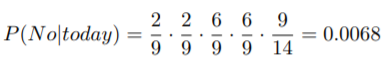 P(No|today) = 2/9 · 2/9 · 6/9 · 6/9 · 9/14 = 0.0068